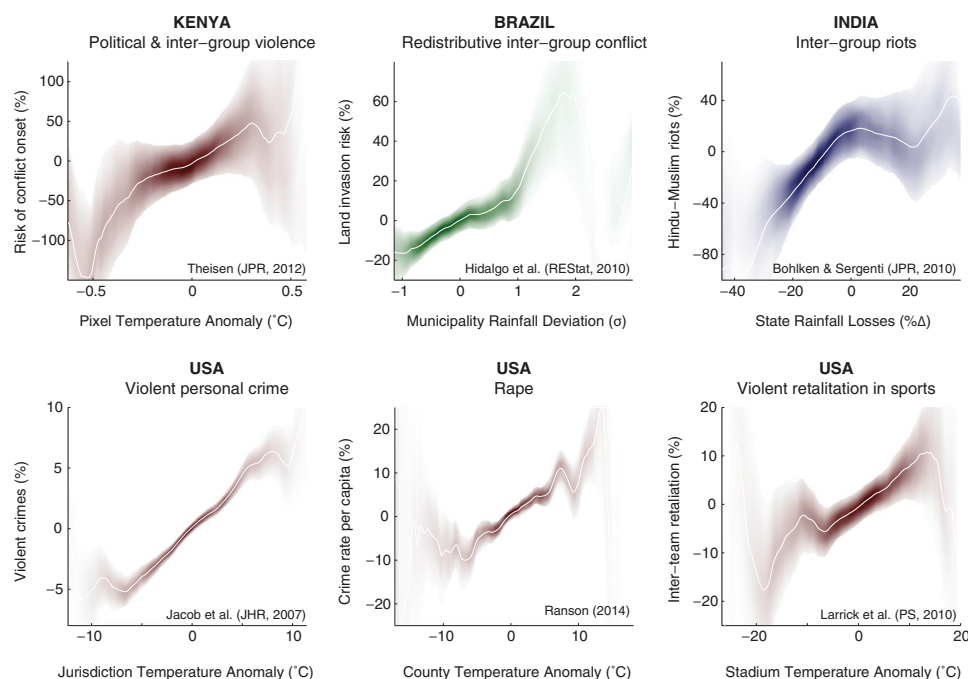 KENYA
Political & inter-group violence
Risk of conflict onset (%)
100
50
0
−50
−100
Theisen (JPR, 2012)
−0.5
0
0.5
Pixel Temperature Anomaly (˚C)
BRAZIL
Redistributive inter-group conflict
Land invasion risk (%)
60
40
20
0
−20
Hidalgo et al. (REStat, 2010)
−1
0
1
2
Municipality Rainfall Deviation (σ)
INDIA
Inter-group riots
Hindu−Muslim riots (%)
40
0
−40
−80
Bohlken & Sergenti (JPR, 2010)
−40
−20
0
20
State Rainfall Losses (%Δ)
USA
Violent personal crime
Violent crimes (%)
10
5
0
−5
Jacob et al. (JHR, 2007)
−10
0
10
Jurisdiction Temperature Anomaly (˚C)
USA
Rape
Crime rate per capita (%)
20
10
0
−10
−20
Ranson (2014)
−10
0
10
County Temperature Anomaly (˚C)
USA
Violent retalitation in sports
Inter−team retaliation (%)
20
10
0
−10
−20
Larrick et al. (PS, 2010)
−20
0
20
Stadium Temperature Anomaly (˚C)